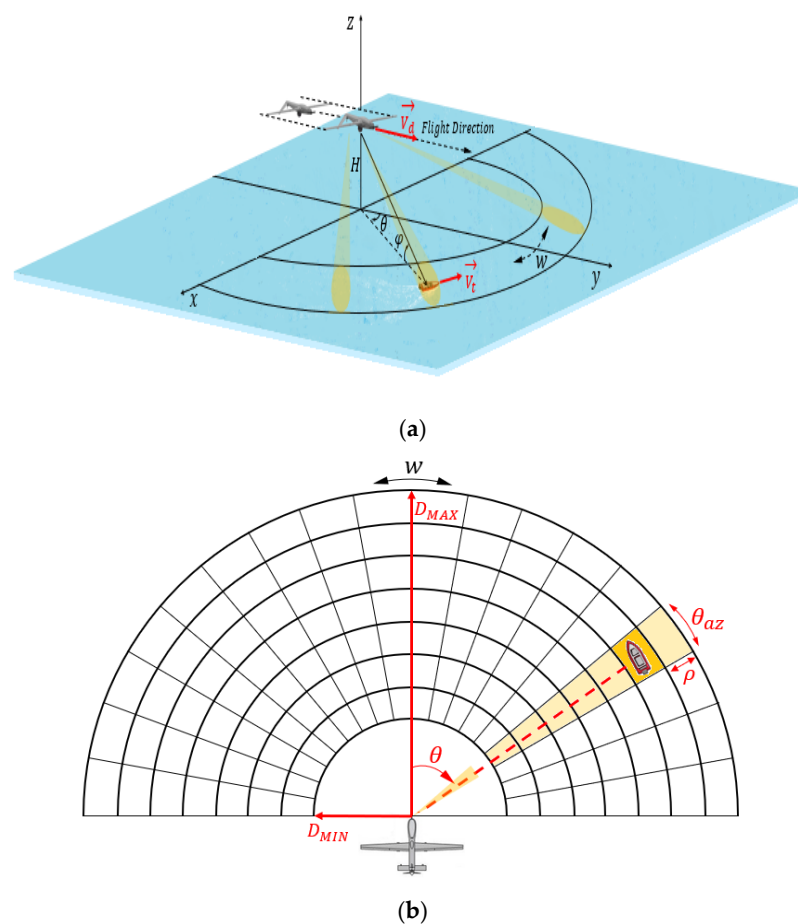 Z
V_d Flight Direction
H
θ
φ
w
V_t
x
y
(a)
w
D_MAX
θ_az
ρ
θ
D_MIN
(b)